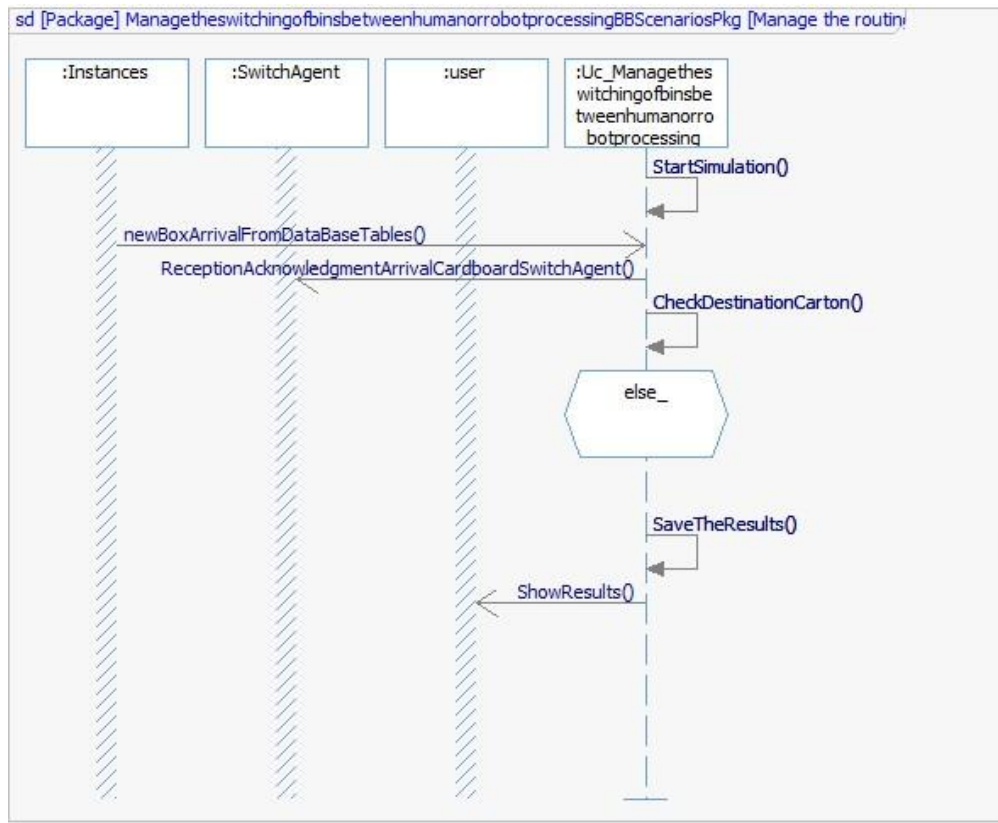 sd [Package] ManagetheswitchingofbinsbetweenhumanorrobotprocessingBBScenariosPkg [Manage the routing
:Instances
:SwitchAgent
:user
:Uc_Managethes
witchingofbinsbe
tweenhumanorro
botprocessing
StartSimulation()
newBoxArrivalFromDataBaseTables()
ReceptionAcknowledgmentArrivalCardboardSwitchAgent()
CheckDestinationCarton()
else_
SaveTheResults()
ShowResults()